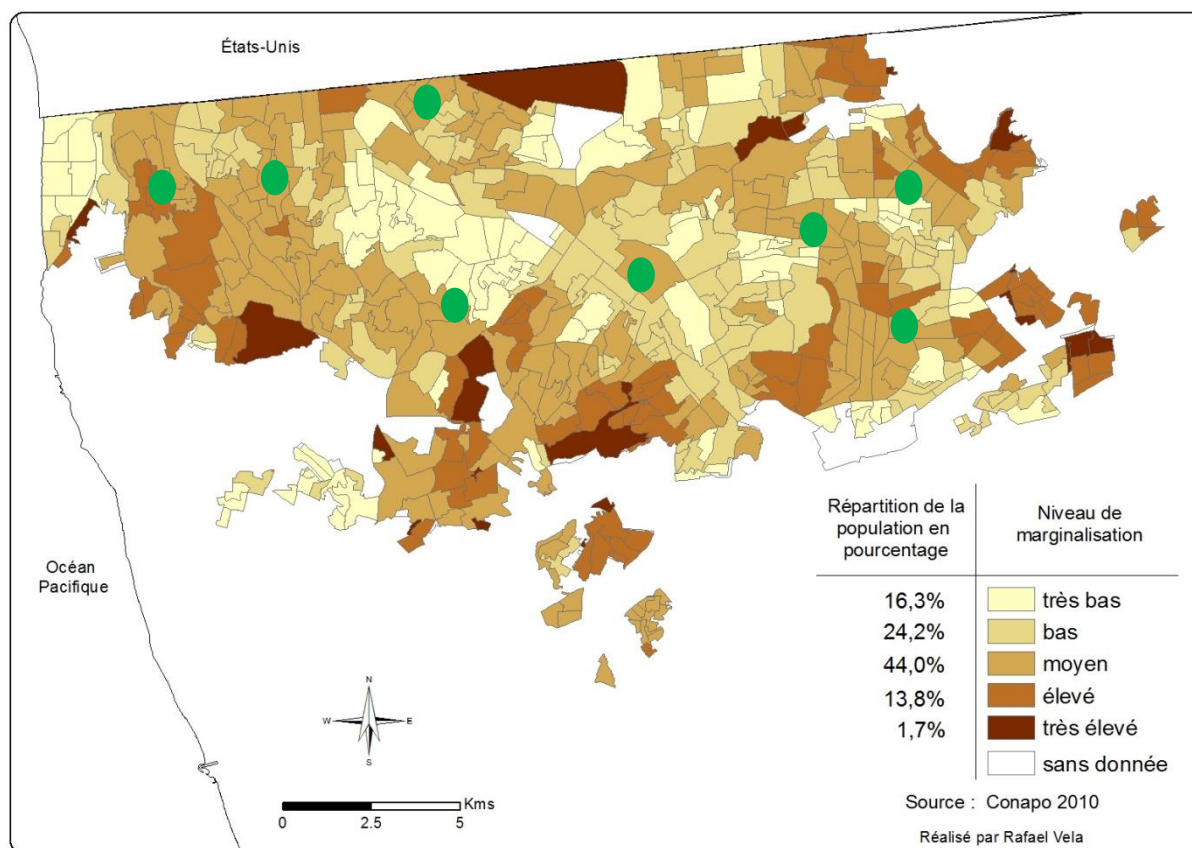 États-Unis
Océan
Pacifique
N
W
E
S
Kms
0
2.5
5
Répartition de la
population en
pourcentage
Niveau de
marginalisation
16,3% très bas
24,2% bas
44,0% moyen
13,8% élevé
1,7% très élevé
sans donnée
Source : Conapo 2010
Réalisé par Rafael Vela